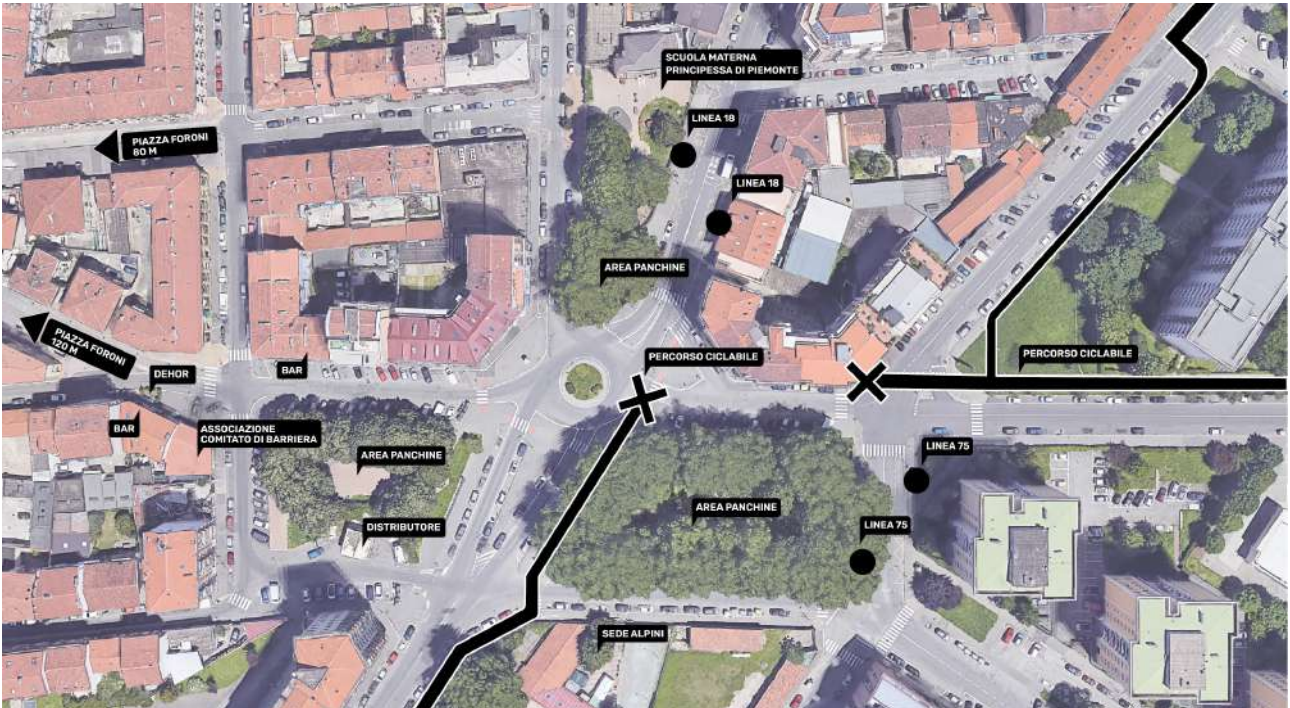 SCUOLA MATERNA
PRINCIPESSA DI PIEMONTE
LINEA 18
PIAZZA FORONI
80 M
LINEA 18
AREA PANCHINE
PIAZZA FORONI
120 M
PERCORSO CICLABILE
PERCORSO CICLABILE
BAR
DEHOR
BAR
ASSOCIAZIONE
COMITATO DI BARRIERA
AREA PANCHINE
LINEA 75
AREA PANCHINE
DISTRIBUTORE
LINEA 75
SEDE ALPINI